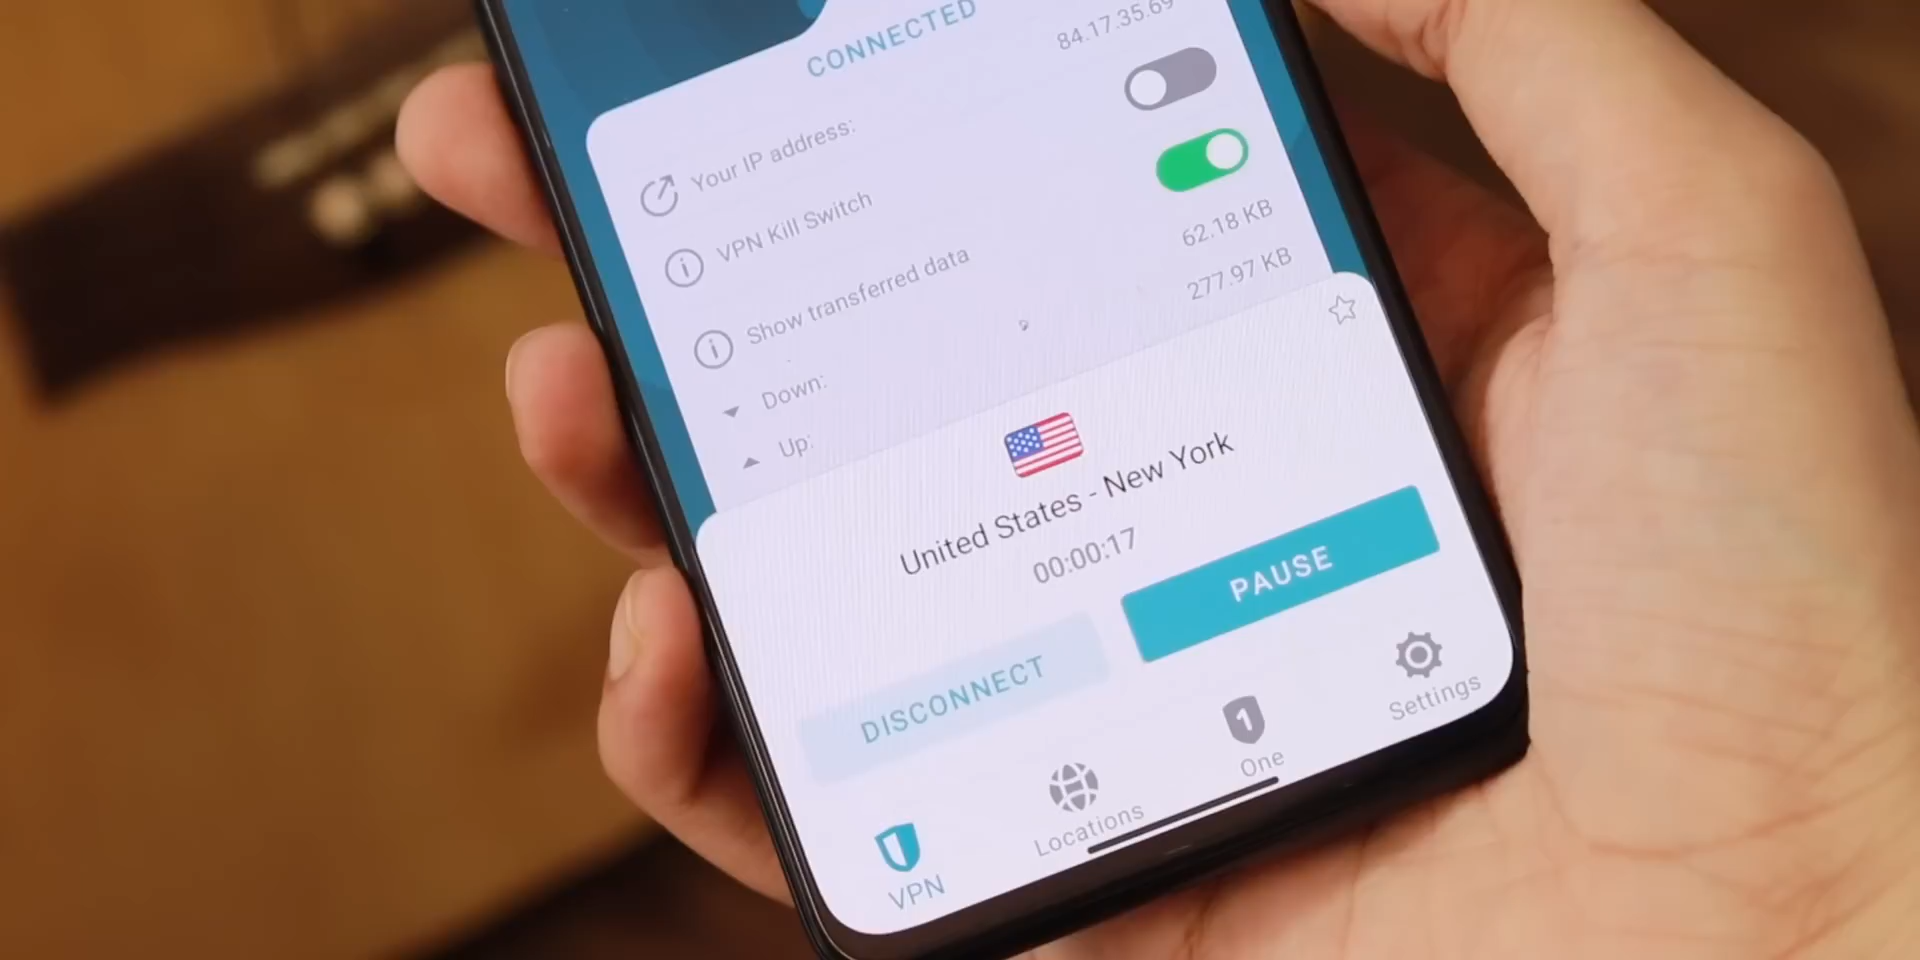 CONNECTED
Your IP address: 84.17.35.69
VPN Kill Switch
Show transferred data
Down: 62.18 KB
Up: 277.97 KB
United States - New York
00:00:17
DISCONNECT PAUSE
VPN Locations 1 One Settings